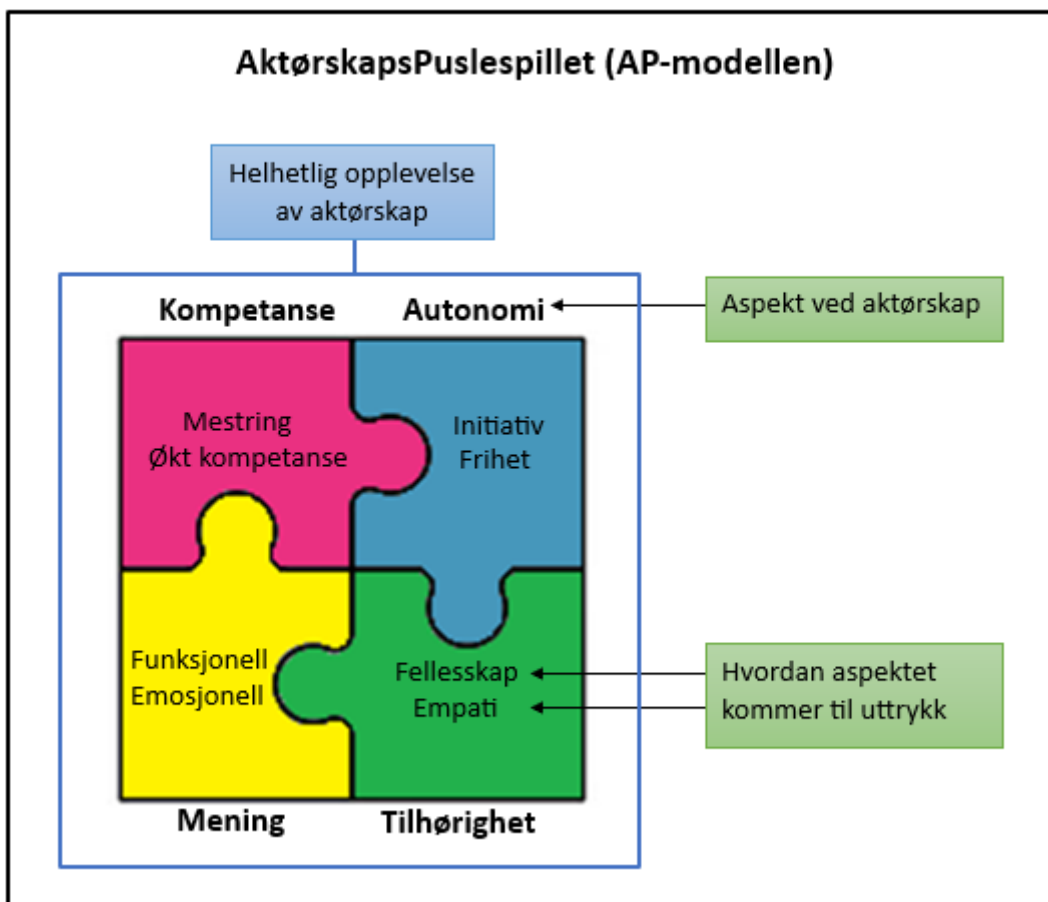 AktørskapsPuslespillet (AP-modellen)
Helhetlig opplevelse
av aktørskap
Kompetanse
Autonomi
Aspekt ved aktørskap
Mestring
Økt kompetanse
Initiativ
Frihet
Funksjonell
Emosjonell
Fellesskap
Empati
Hvordan aspektet
kommer til uttrykk
Mening
Tilhørighet